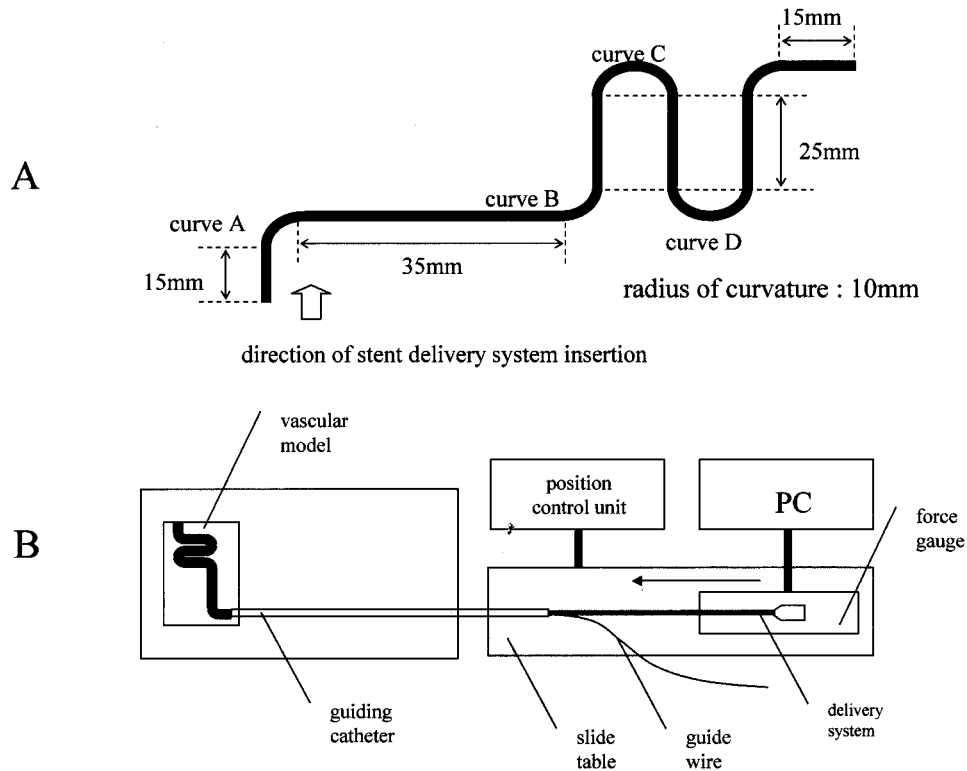 A
15mm
curve C
25mm
curve B
curve A
curve D
35mm
15mm
radius of curvature : 10mm
direction of stent delivery system insertion
B
vascular
model
position
control unit
PC
force
gauge
guiding
catheter
slide
table
guide
wire
delivery
system